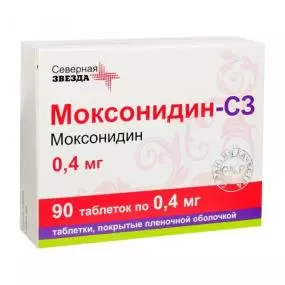 Северная
ЗВЕЗДА
Моксонидин-СЗ
Моксонидин
0,4 мг
90 таблеток по 0,4 мг
таблетки, покрытые пленочной оболочкой